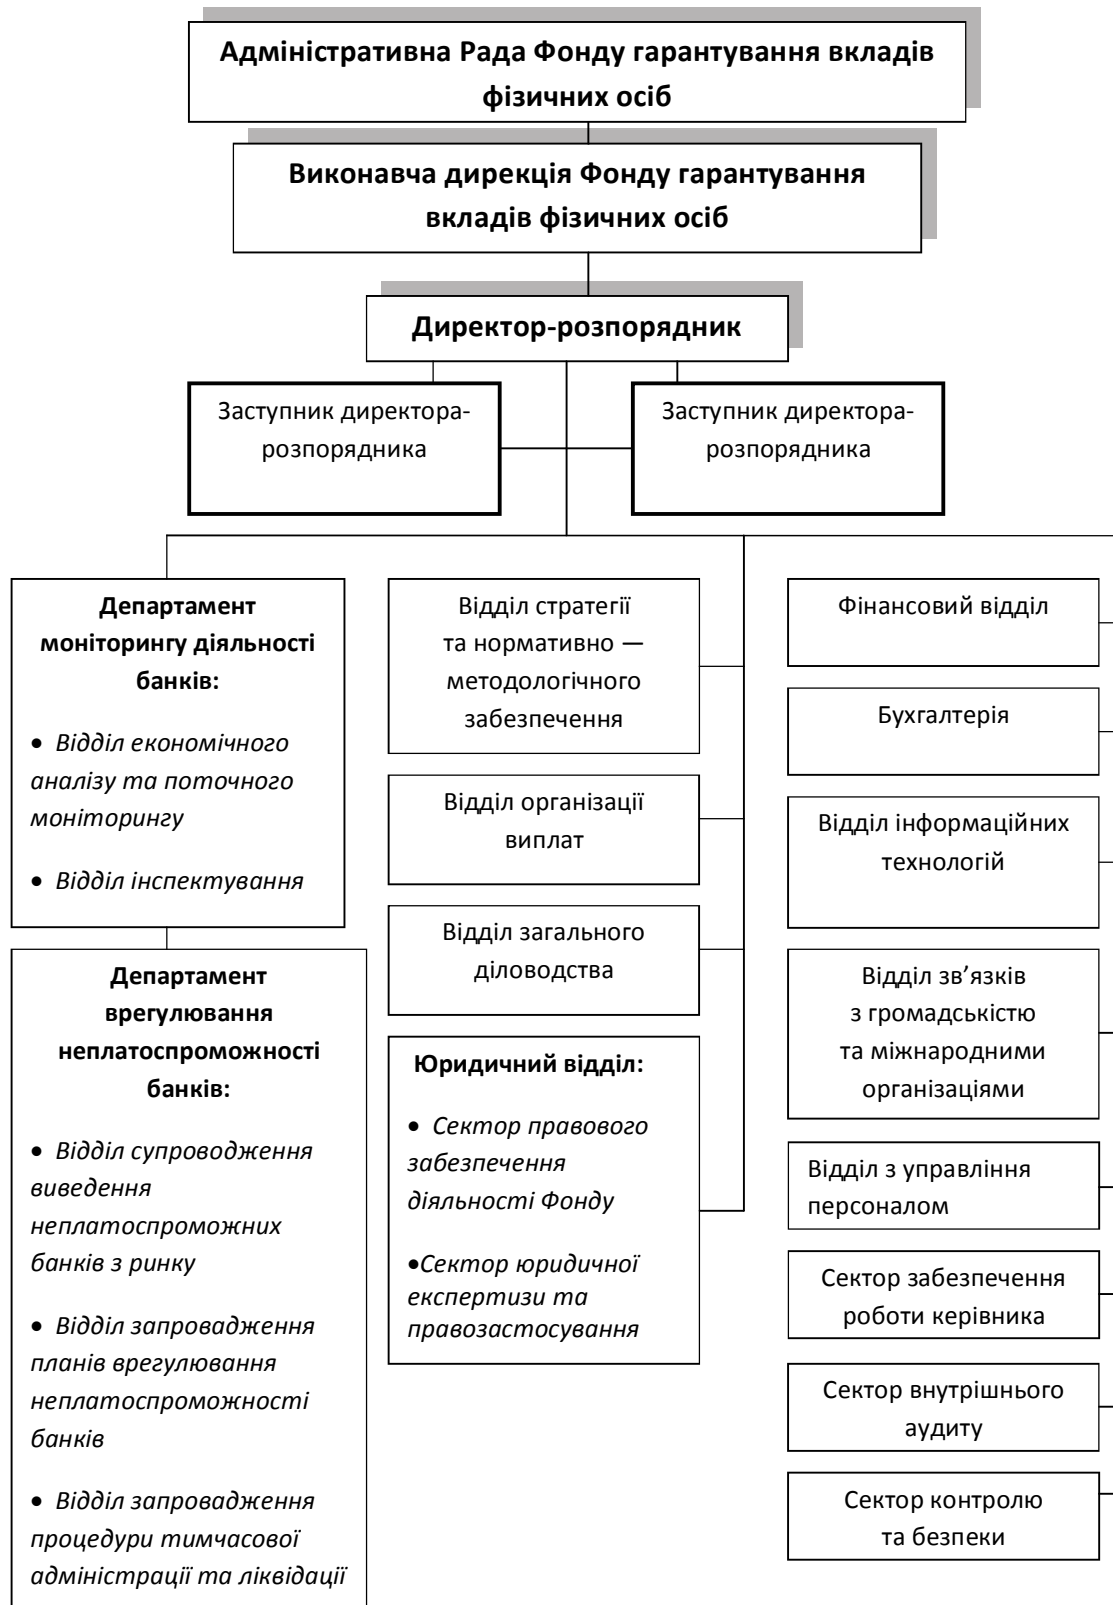 Адміністративна Рада Фонду гарантування вкладів
фізичних осіб
Виконавча дирекція Фонду гарантування
вкладів фізичних осіб
Директор-розпорядник
Заступник директора-
розпорядника
Заступник директора-
розпорядника
Департамент
моніторингу діяльності
банків:
• Відділ економічного
аналізу та поточного
моніторингу
• Відділ інспектування
Департамент
врегулювання
неплатоспроможності
банків:
• Відділ супроводження
виведення
неплатоспроможних
банків з ринку
• Відділ запровадження
планів врегулювання
неплатоспроможності
банків
• Відділ запровадження
процедури тимчасової
адміністрації та ліквідації
Відділ стратегії
та нормативно —
методологічного
забезпечення
Відділ організації
виплат
Відділ загального
діловодства
Юридичний відділ:
• Сектор правового
забезпечення
діяльності Фонду
•Сектор юридичної
експертизи та
правозастосування
Фінансовий відділ
Бухгалтерія
Відділ інформаційних
технологій
Відділ зв’язків
з громадськістю
та міжнародними
організаціями
Відділ з управління
персоналом
Сектор забезпечення
роботи керівника
Сектор внутрішнього
аудиту
Сектор контролю
та безпеки